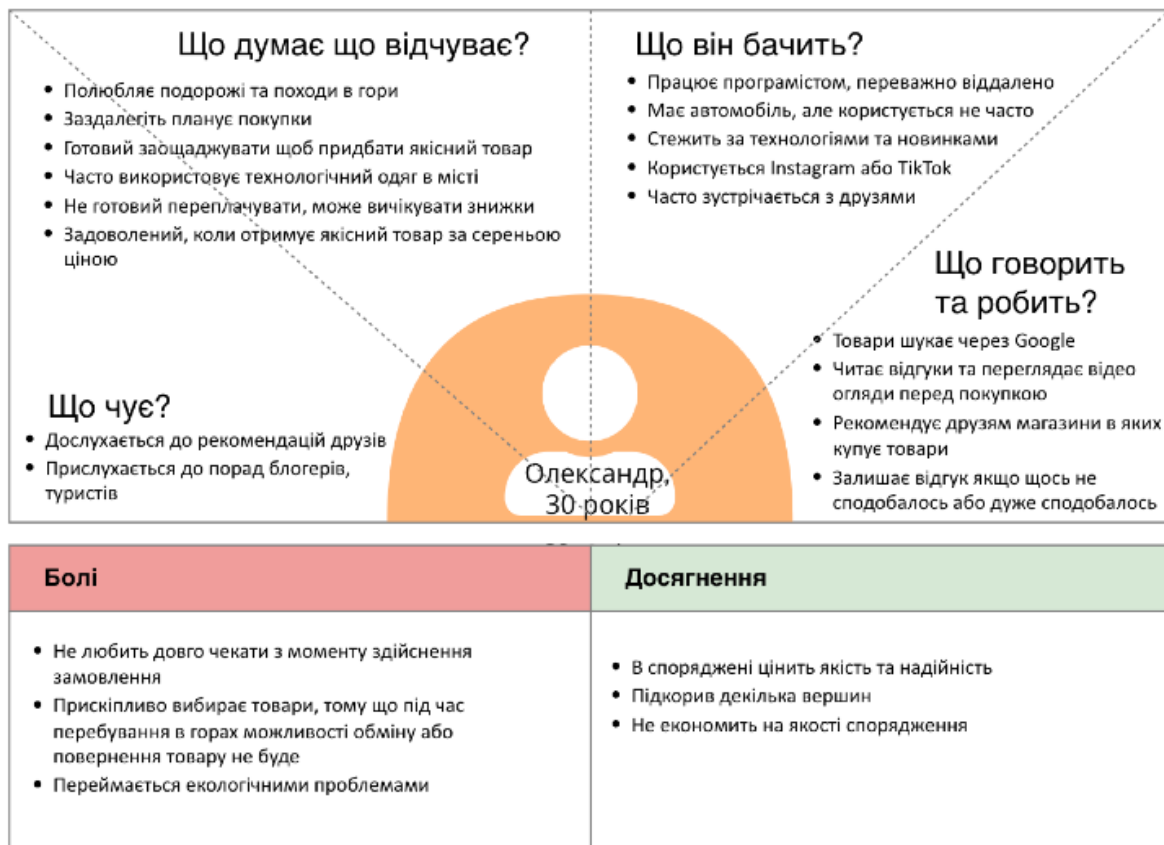 Що думає що відчуває?
• Полюбляє подорожі та походи в гори
• Заздалегіть планує покупки
• Готовий заощаджувати щоб придбати якісний товар
• Часто використовує технологічний одяг в місті
• Не готовий переплачувати, може вичікувати знижки
• Задоволений, коли отримує якісний товар за сереньою
ціною
Що він бачить?
• Працює програмістом, переважно віддалено
• Має автомобіль, але користується не часто
• Стежить за технологіями та новинками
• Користується Instagram або TikTok
• Часто зустрічається з друзями
Що говорить
та робить?
• Товари шукає через Google
• Читає відгуки та переглядає відео
огляди перед покупкою
• Рекомендує друзям магазини в яких
купує товари
• Залишає відгук якщо щось не
сподобалось або дуже сподобалось
Що чує?
• Дослухається до рекомендацій друзів
• Прислухається до порад блогерів,
туристів
Олександр,
30 років
Болі
• Не любить довго чекати з моменту здійснення
замовлення
• Прискіпливо вибирає товари, тому що під час
перебування в горах можливості обміну або
повернення товару не буде
• Переймається екологічними проблемами
Досягнення
• В споряджені цінить якість та надійність
• Підкорив декілька вершин
• Не економить на якості спорядження